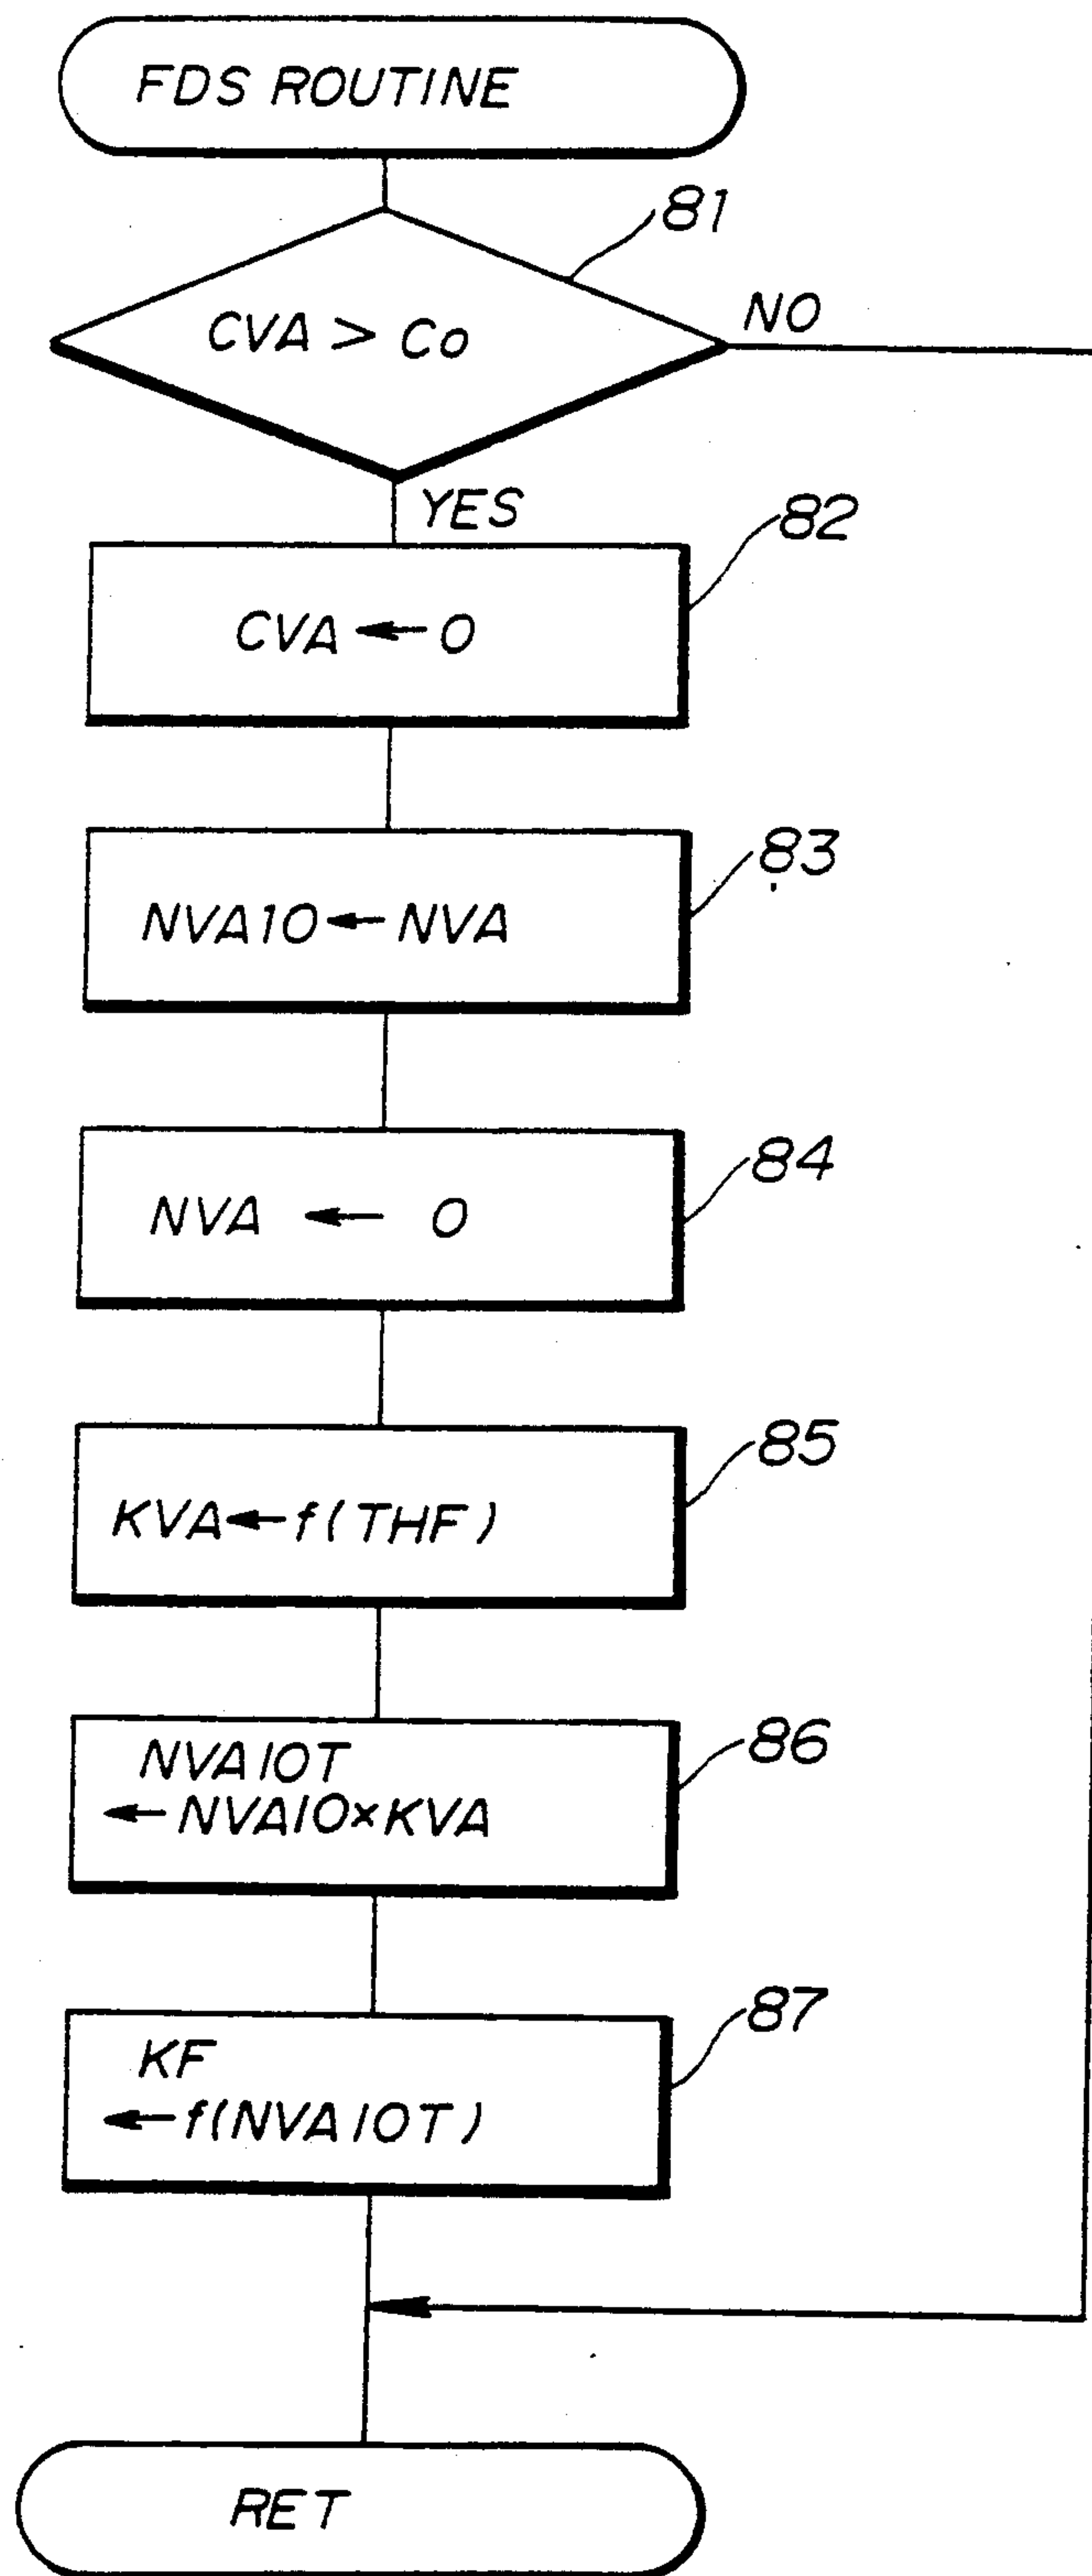 FDS ROUTINE
81
CVA > Co
NO
YES
82
CVA ← 0
83
NVA10 ← NVA
84
NVA ← 0
85
KVA ← f(THF)
86
NVA10T
← NVA10×KVA
87
KF
← f(NVA10T)
RET